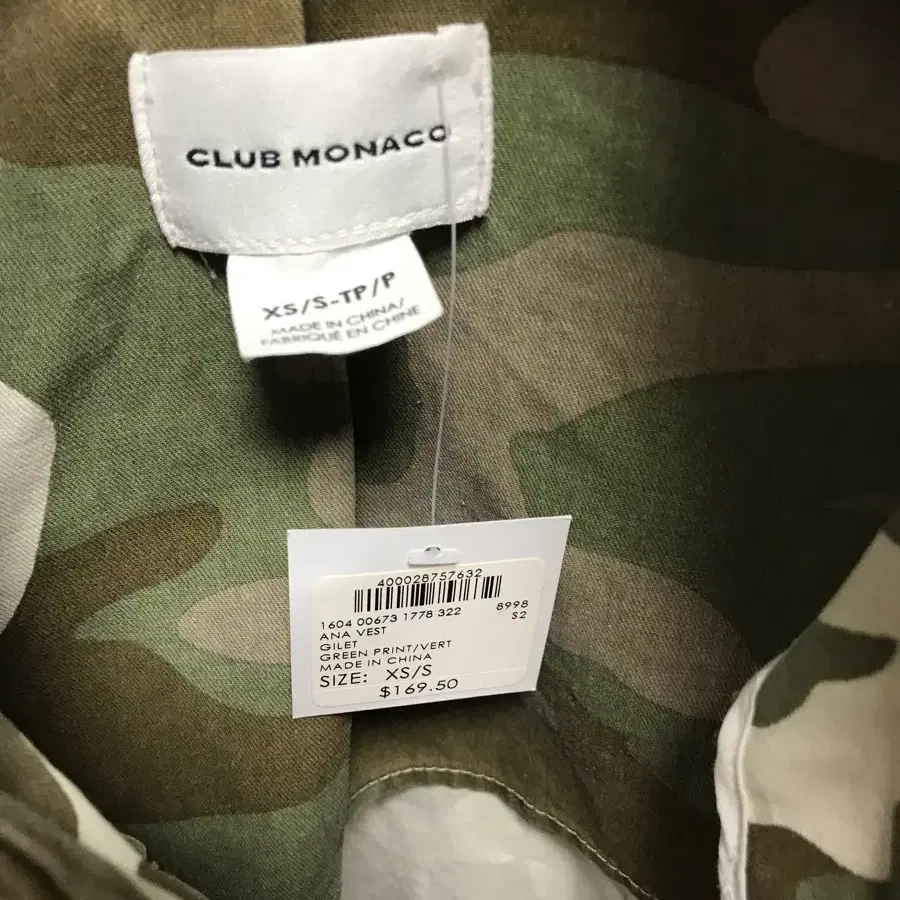 CLUB MONACO
XS/S-TP/P
MADE IN CHINA/
FABRIQUÉ EN CHINE
400028757632
1604 00673 1778 322 8998
ANA VEST S2
GILET
GREEN PRINT/VERT
MADE IN CHINA
SIZE: XS/S
$169.50